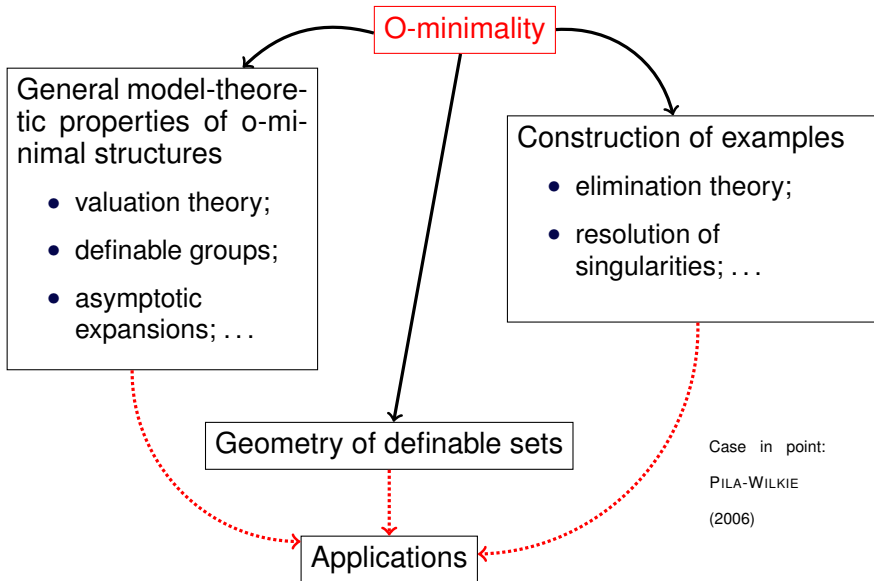 O-minimality
General model-theore-
tic properties of o-mi-
nimal structures
• valuation theory;
• definable groups;
• asymptotic
expansions; . . .
Construction of examples
• elimination theory;
• resolution of
singularities; . . .
Geometry of definable sets
Case in point:
PILA-WILKIE
(2006)
Applications